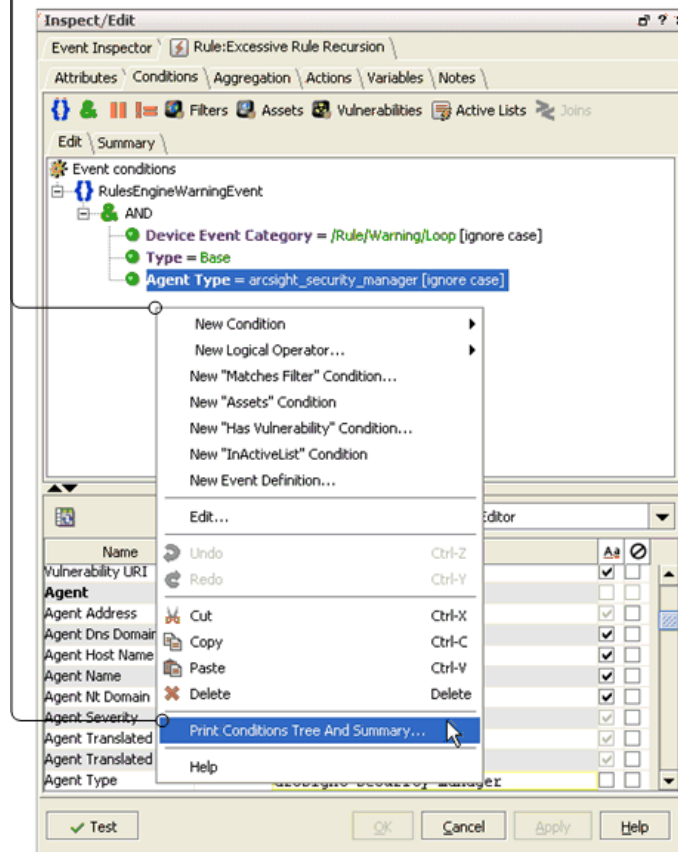 Inspect/Edit
Event Inspector Rule:Excessive Rule Recursion
Attributes Conditions Aggregation Actions Variables Notes
Filters Assets Vulnerabilities Active Lists Joins
Edit Summary
Event conditions
RulesEngineWarningEvent
AND
Device Event Category = /Rule/Warning/Loop [ignore case]
Type = Base
Agent Type = arcsight_security_manager [ignore case]
New Condition
New Logical Operator...
New "Matches Filter" Condition...
New "Assets" Condition
New "Has Vulnerability" Condition...
New "InActiveList" Condition
New Event Definition...
Edit... Editor
Name Aa
Undo Ctrl-Z
Vulnerability URI
Redo Ctrl-Y
Agent
Agent Address
Cut Ctrl-X
Agent Dns Domain
Copy Ctrl-C
Agent Host Name
Paste Ctrl-V
Agent Name
Delete Delete
Agent Nt Domain
Agent Severity
Print Conditions Tree And Summary...
Agent Translated
Agent Translated
Help
Agent Type
Test OK Cancel Apply Help